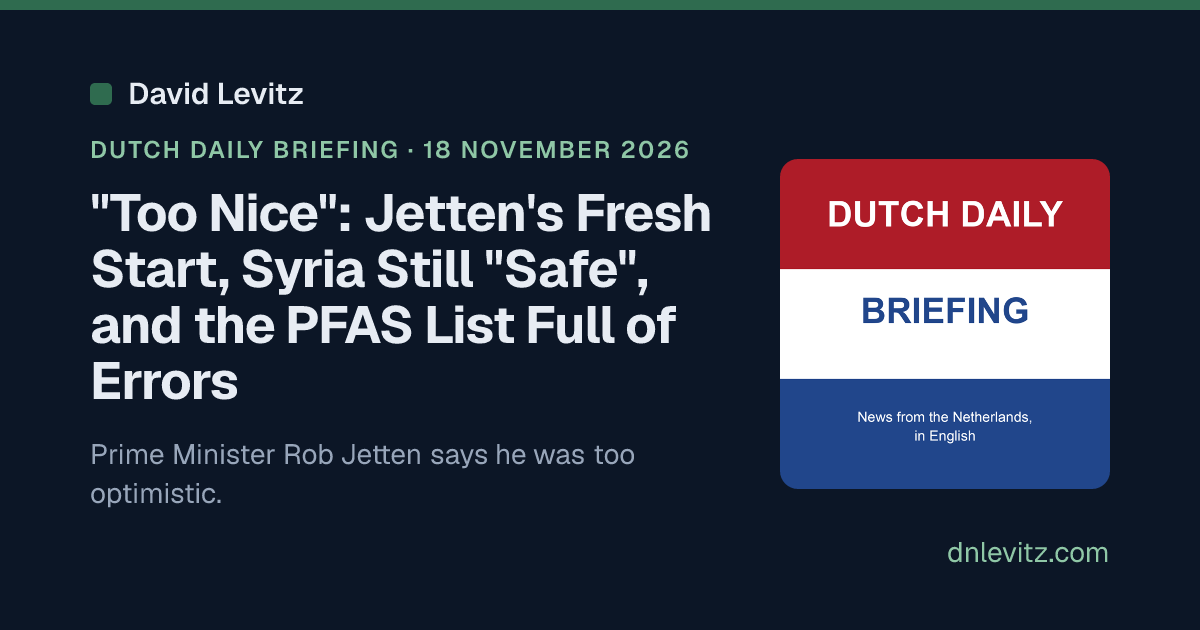 David Levitz
DUTCH DAILY BRIEFING · 18 NOVEMBER 2026
"Too Nice": Jetten's Fresh
Start, Syria Still "Safe",
and the PFAS List Full of
Errors
Prime Minister Rob Jetten says he was too
optimistic.
DUTCH DAILY
BRIEFING
News from the Netherlands,
in English
dnlevitz.com